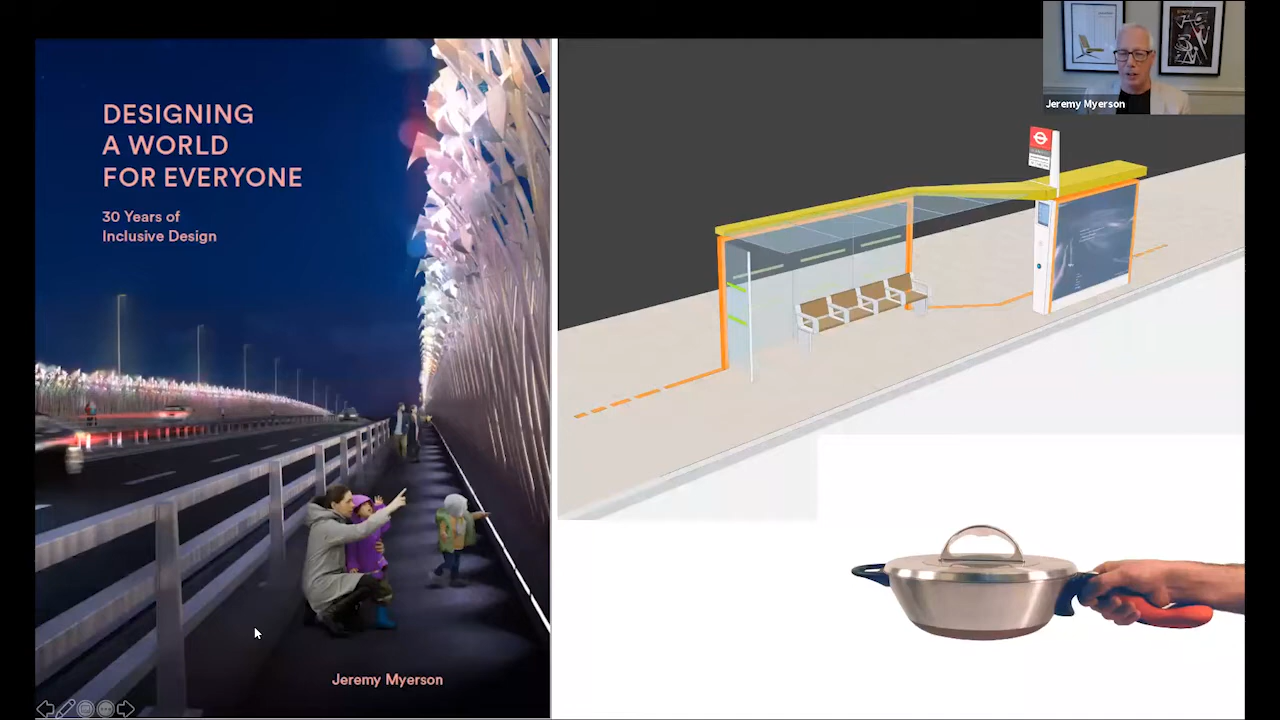 DESIGNING
A WORLD
FOR EVERYONE
30 Years of
Inclusive Design
Jeremy Myerson
Jeremy Myerson